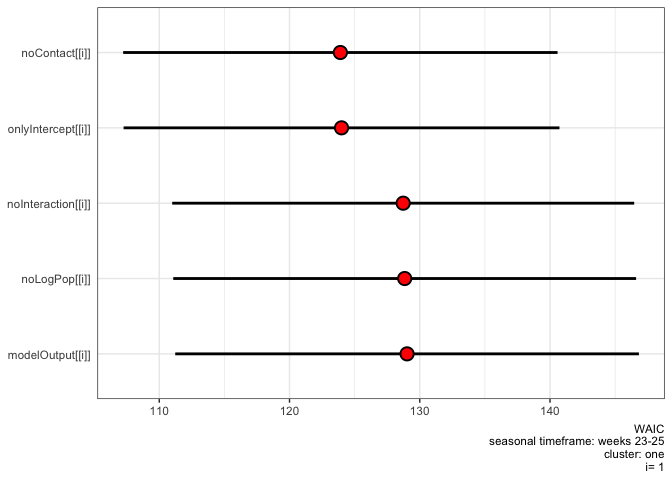 noContact[[i]]
onlyIntercept[[i]]
noInteraction[[i]]
noLogPop[[i]]
modelOutput[[i]]
110 120 130 140
WAIC
seasonal timeframe: weeks 23-25
cluster: one
i= 1